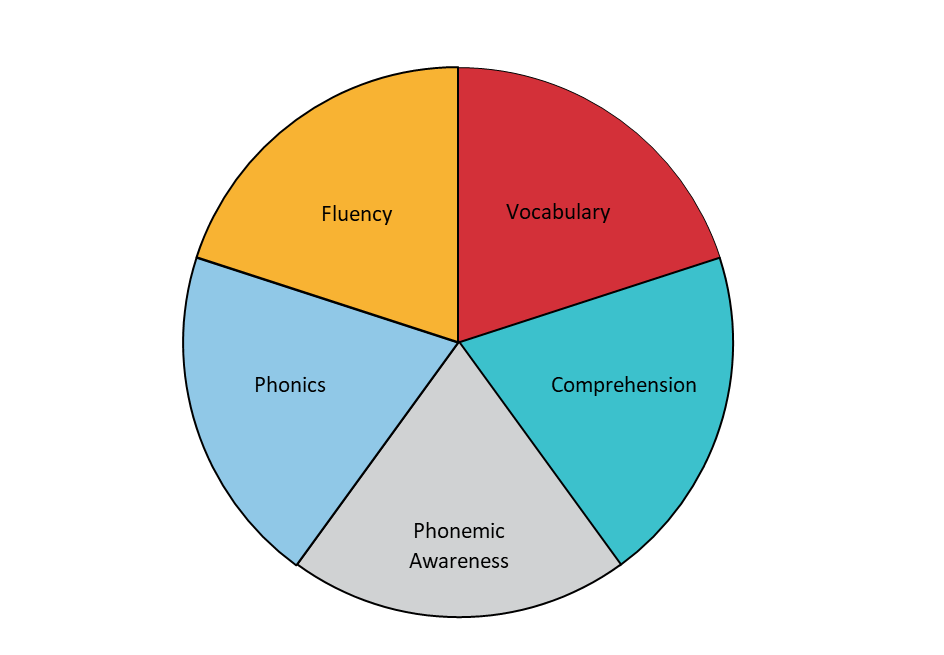 Fluency
Vocabulary
Phonics
Comprehension
Phonemic
Awareness